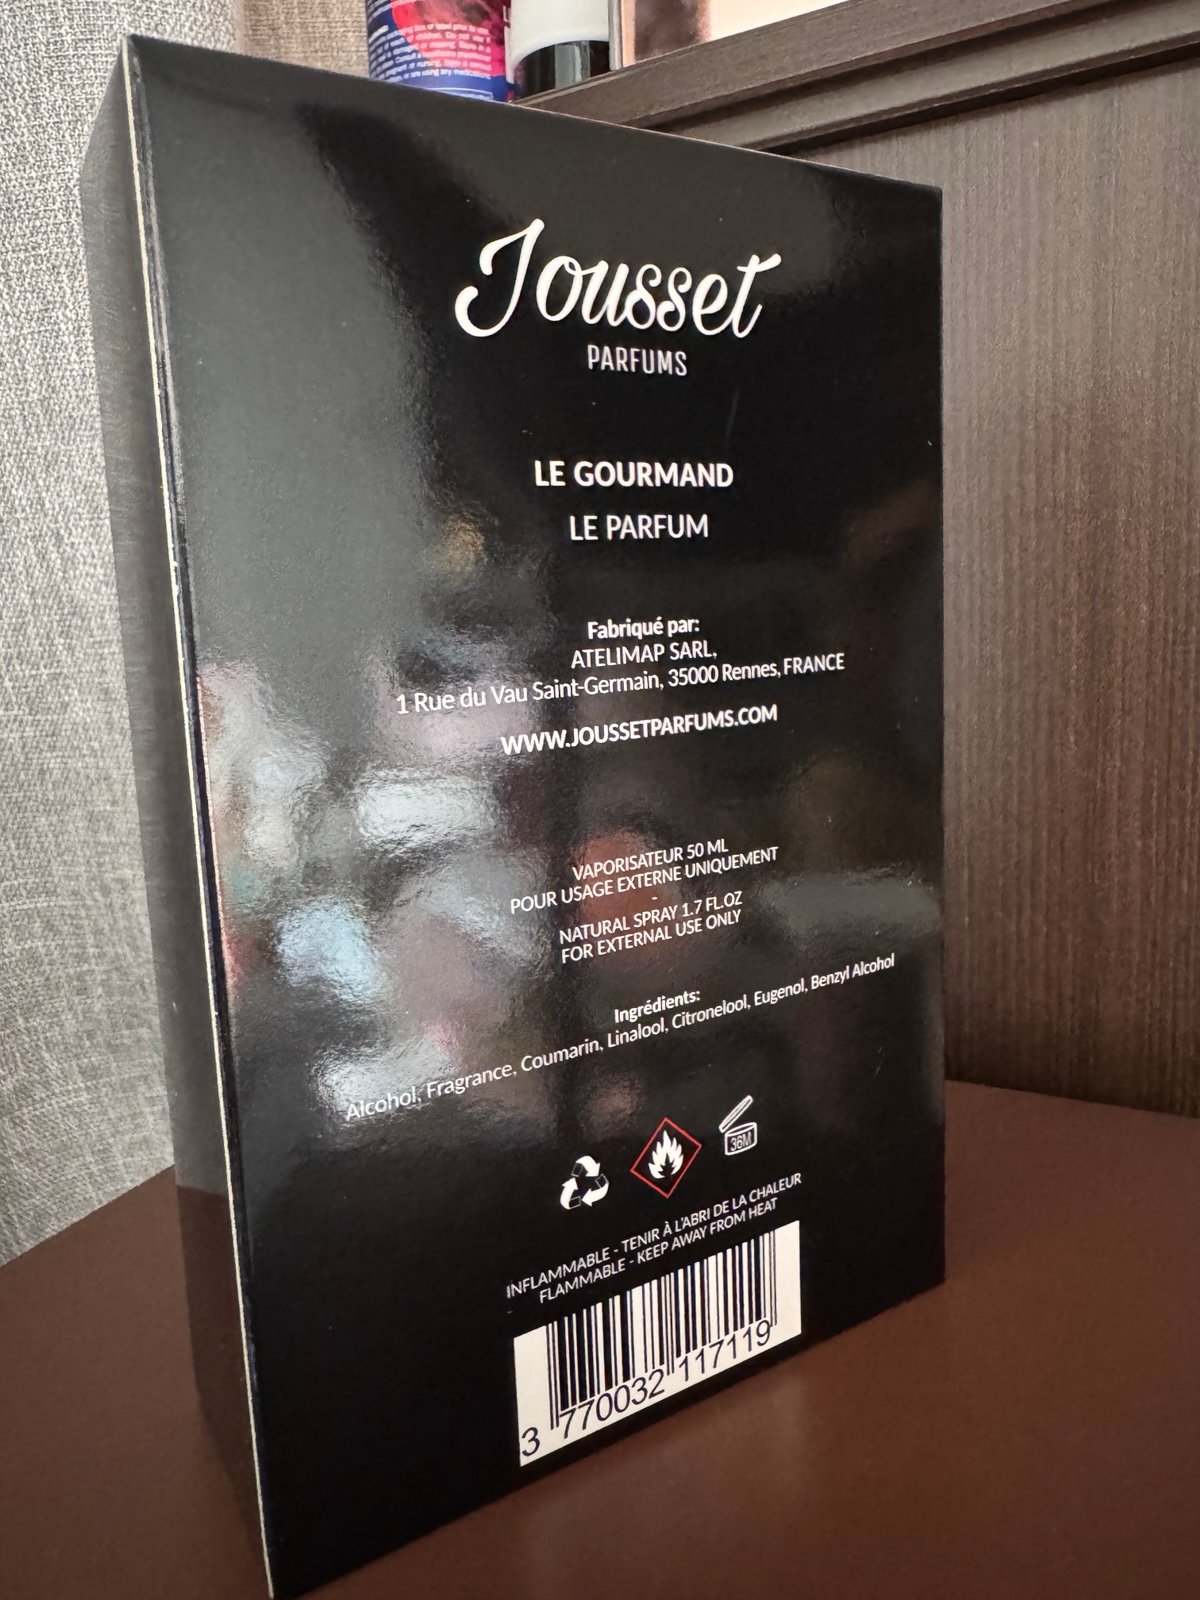 Jousset
PARFUMS
LE GOURMAND
LE PARFUM
Fabriqué par:
ATELIMAP SARL,
1 Rue du Vau Saint-Germain, 35000 Rennes, FRANCE
WWW.JOUSSETPARFUMS.COM
VAPORISATEUR 50 ML
POUR USAGE EXTERNE UNIQUEMENT
-
NATURAL SPRAY 1.7 FL.OZ
FOR EXTERNAL USE ONLY
Ingrédients:
Alcohol, Fragrance, Coumarin, Linalool, Citronelool, Eugenol, Benzyl Alcohol
36M
INFLAMMABLE - TENIR À L'ABRI DE LA CHALEUR
FLAMMABLE - KEEP AWAY FROM HEAT
3 770032 117119